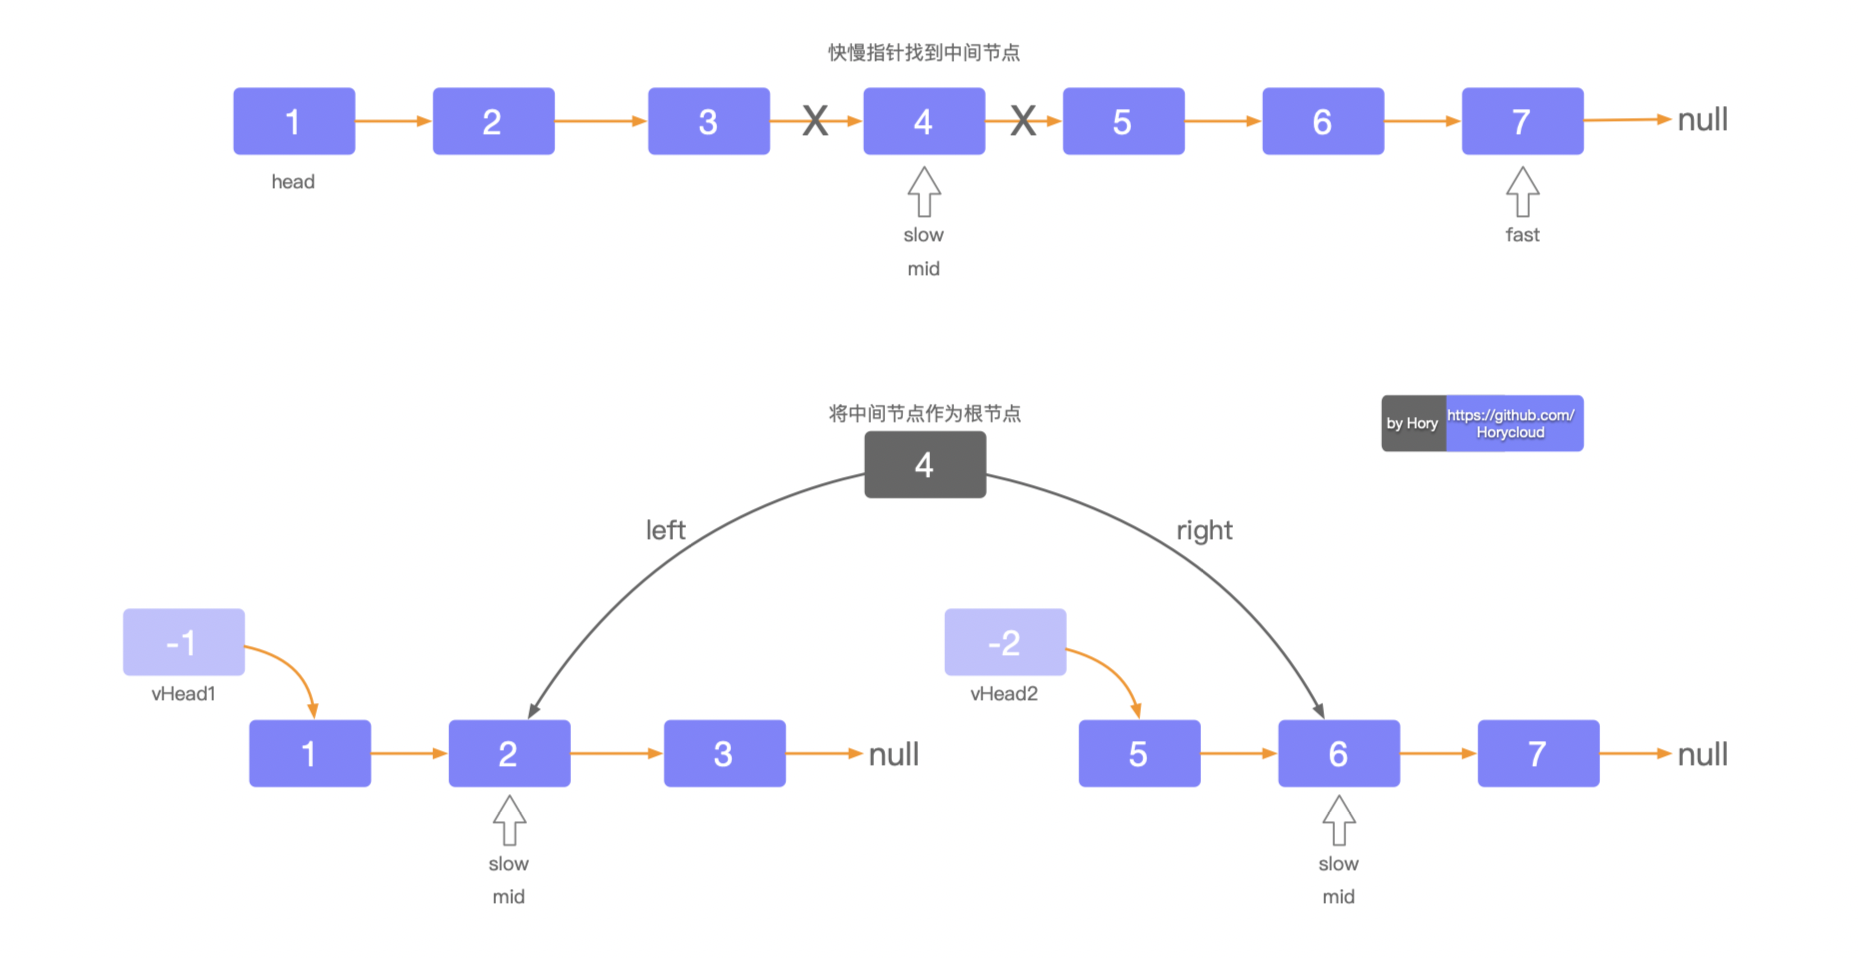 快慢指针找到中间节点
1
2
3
X
4
X
5
6
7
null
head
slow
mid
fast
将中间节点作为根节点
4
by Hory
https://github.com/
Horycloud
left
right
-1
vHead1
-2
vHead2
1
2
3
null
5
6
7
null
slow
mid
slow
mid